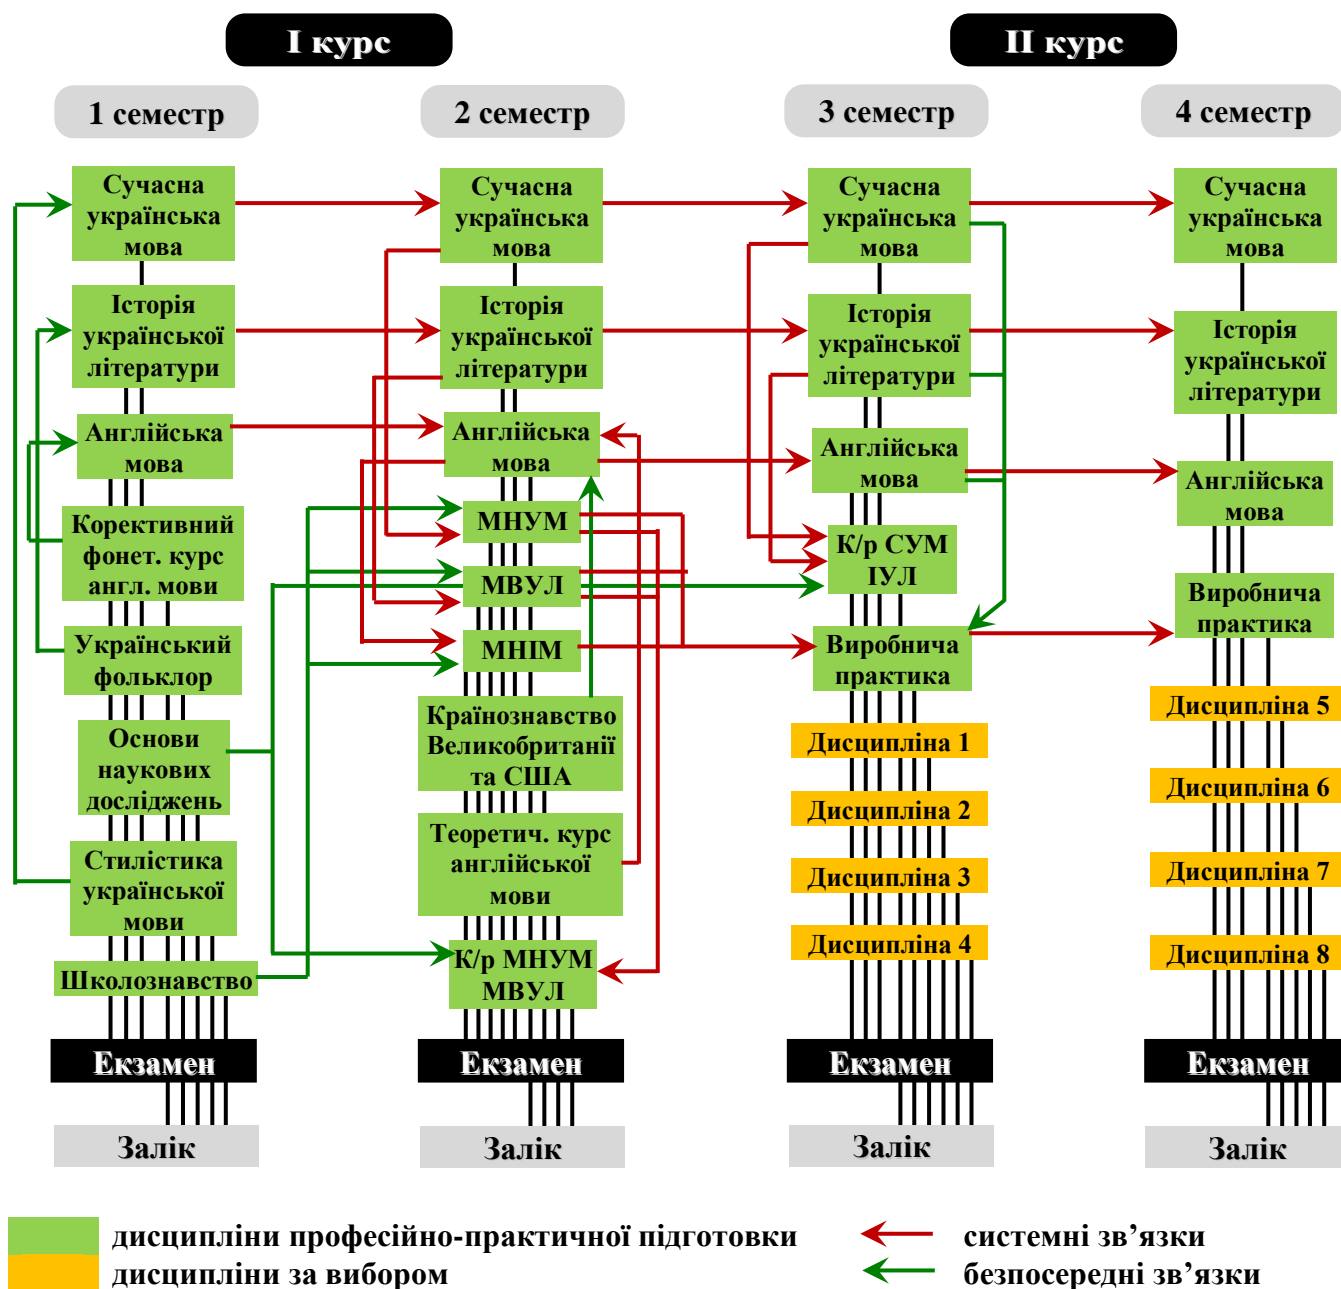 І курс
ІІ курс
1 семестр
2 семестр
3 семестр
4 семестр
Сучасна
українська
мова
Історія
української
літератури
Англійська
мова
Корективний
фонет. курс
англ. мови
Український
фольклор
Основи
наукових
досліджень
Стилістика
української
мови
Школознавство
Екзамен
Залік
Сучасна
українська
мова
Історія
української
літератури
Англійська
мова
МНУМ
МВУЛ
МНІМ
Країнознавство
Великобританії
та США
Теоретич. курс
англійської
мови
К/р МНУМ
МВУЛ
Екзамен
Залік
Сучасна
українська
мова
Історія
української
літератури
Англійська
мова
К/р СУМ
ІУЛ
Виробнича
практика
Дисципліна 1
Дисципліна 2
Дисципліна 3
Дисципліна 4
Екзамен
Залік
Сучасна
українська
мова
Історія
української
літератури
Англійська
мова
Виробнича
практика
Дисципліна 5
Дисципліна 6
Дисципліна 7
Дисципліна 8
Екзамен
Залік
дисципліни професійно-практичної підготовки
дисципліни за вибором
системні зв’язки
безпосередні зв’язки